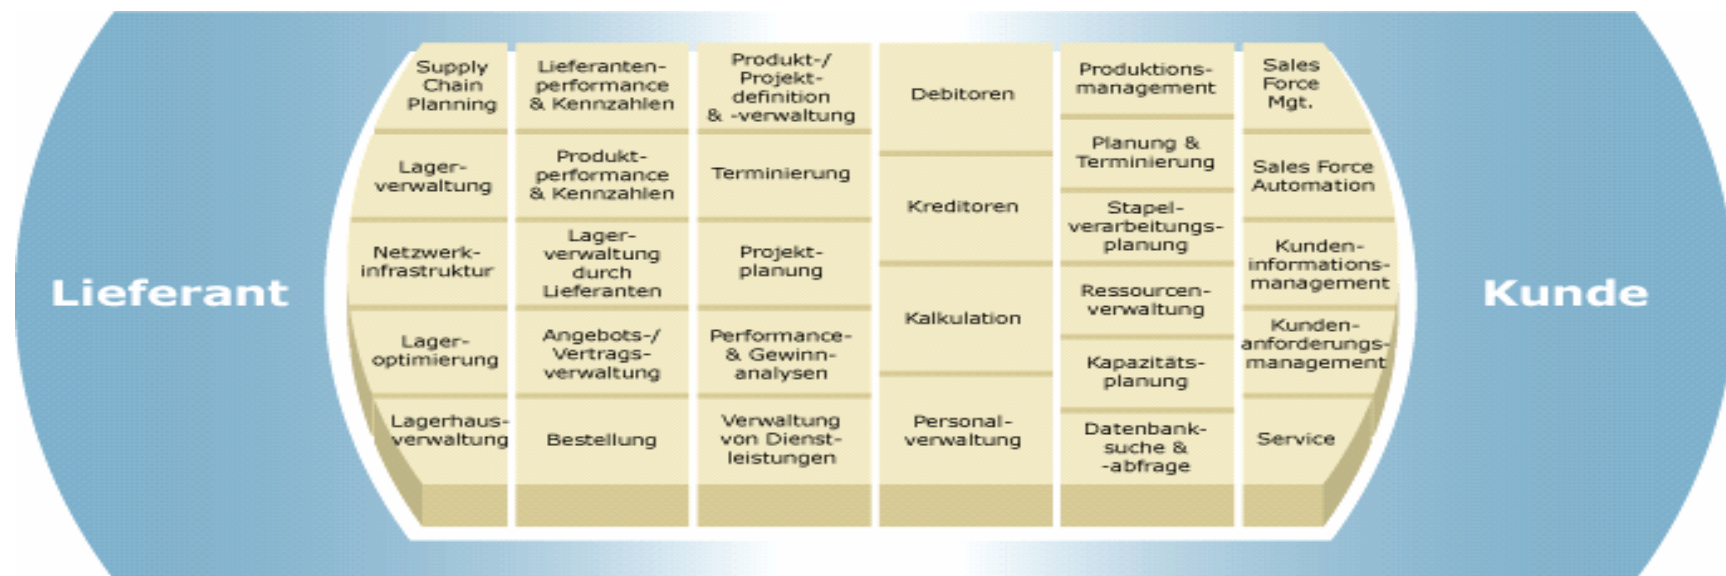 Lieferant
Supply
Chain
Planning
Lager-
verwaltung
Netzwerk-
infrastruktur
Lager-
optimierung
Lagerhaus-
verwaltung
Lieferanten-
performance
& Kennzahlen
Produkt-
performance
& Kennzahlen
Lager-
verwaltung
durch
Lieferanten
Angebots-/
Vertrags-
verwaltung
Bestellung
Produkt-/
Projekt-
definition
& -verwaltung
Terminierung
Projekt-
planung
Performance-
& Gewinn-
analysen
Verwaltung
von Dienst-
leistungen
Debitoren
Kreditoren
Kalkulation
Personal-
verwaltung
Produktions-
management
Planung &
Terminierung
Stapel-
verarbeitungs-
planung
Ressourcen-
verwaltung
Kapazitäts-
planung
Datenbank-
suche &
-abfrage
Sales
Force
Mgt.
Sales Force
Automation
Kunden-
informations-
management
Kunden-
anforderungs-
management
Service
Kunde